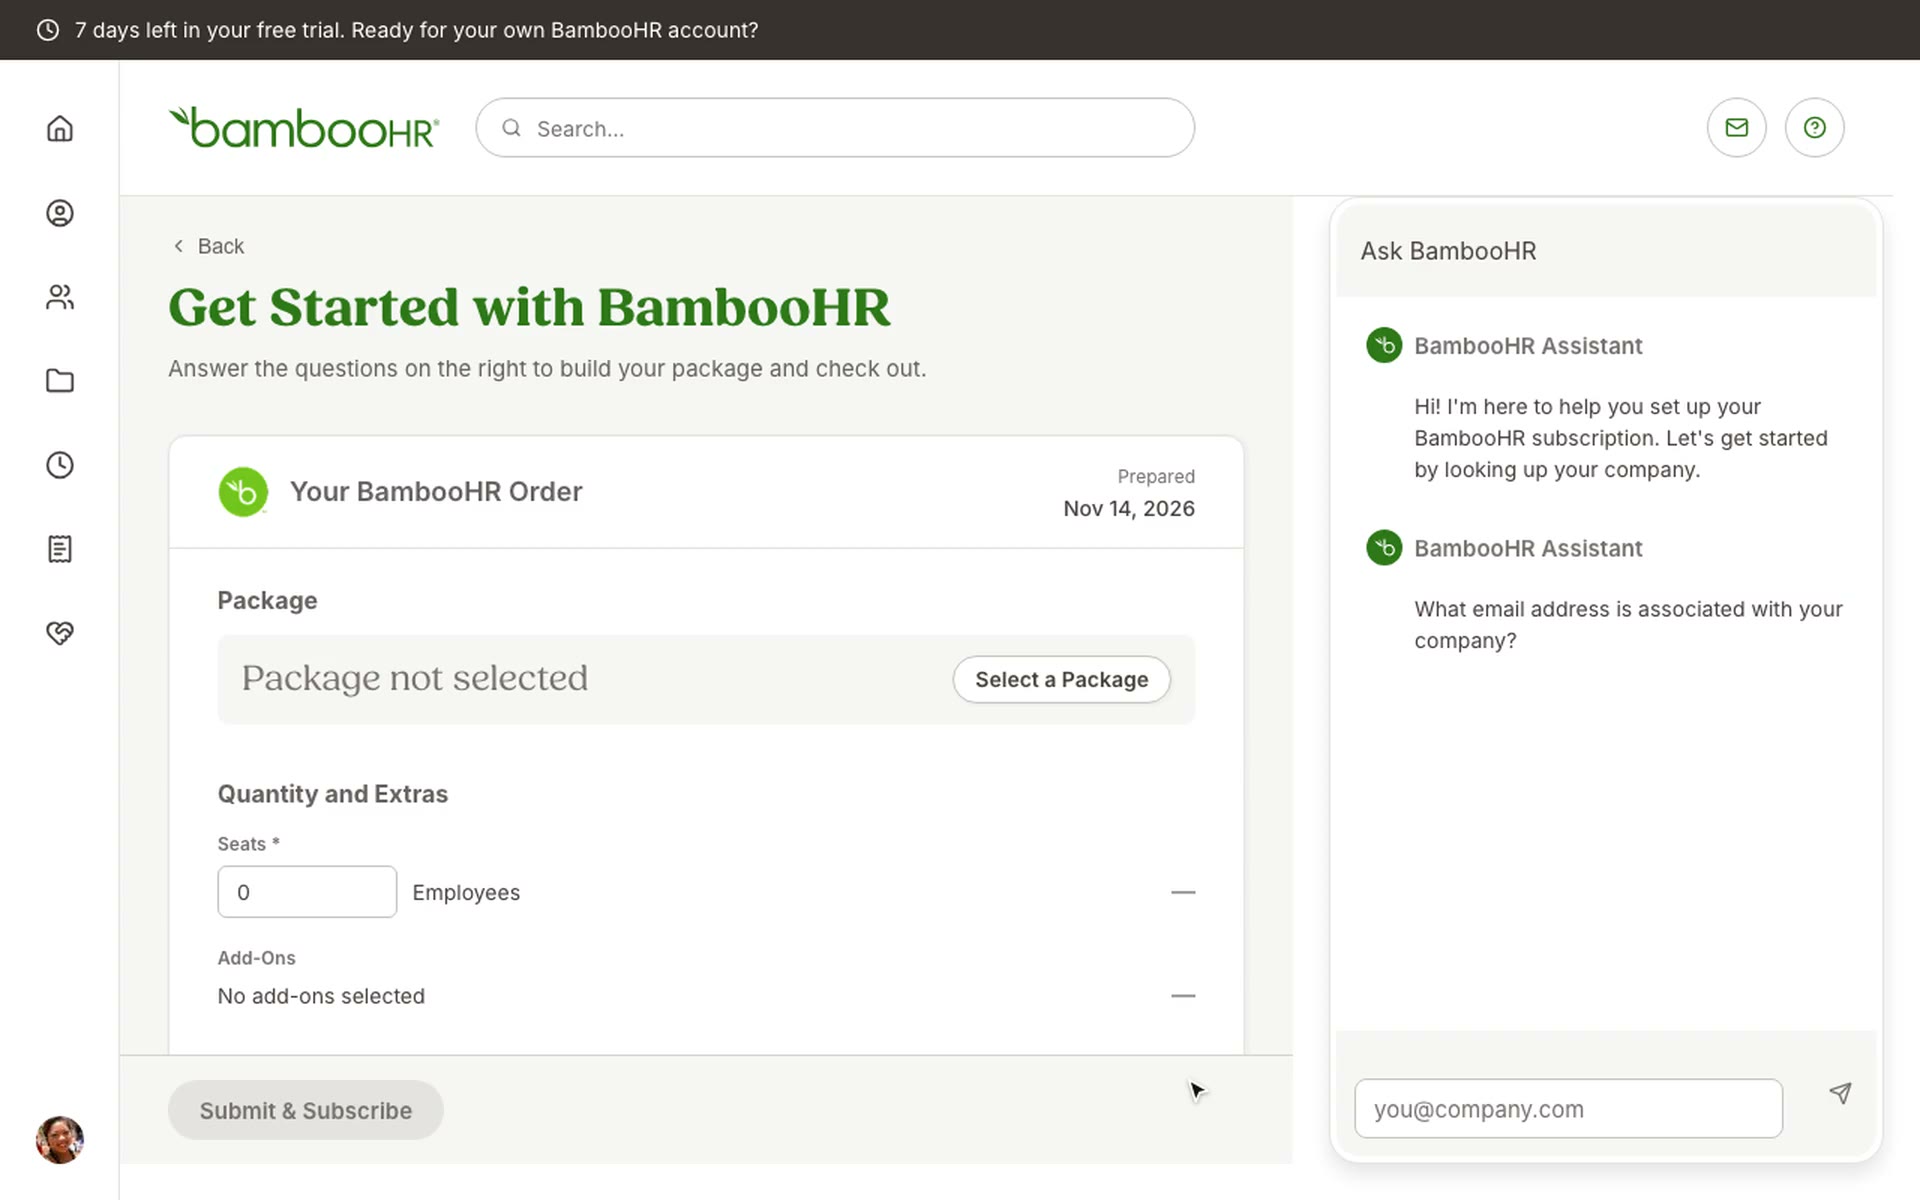 7 days left in your free trial. Ready for your own BambooHR account?
bambooHR®
Search...
Back
Get Started with BambooHR
Answer the questions on the right to build your package and check out.
Your BambooHR Order
Prepared
Nov 14, 2026
Package
Package not selected
Select a Package
Quantity and Extras
Seats *
0
Employees
—
Add-Ons
No add-ons selected
—
Submit & Subscribe
Ask BambooHR
BambooHR Assistant
Hi! I'm here to help you set up your
BambooHR subscription. Let's get started
by looking up your company.
BambooHR Assistant
What email address is associated with your
company?
you@company.com